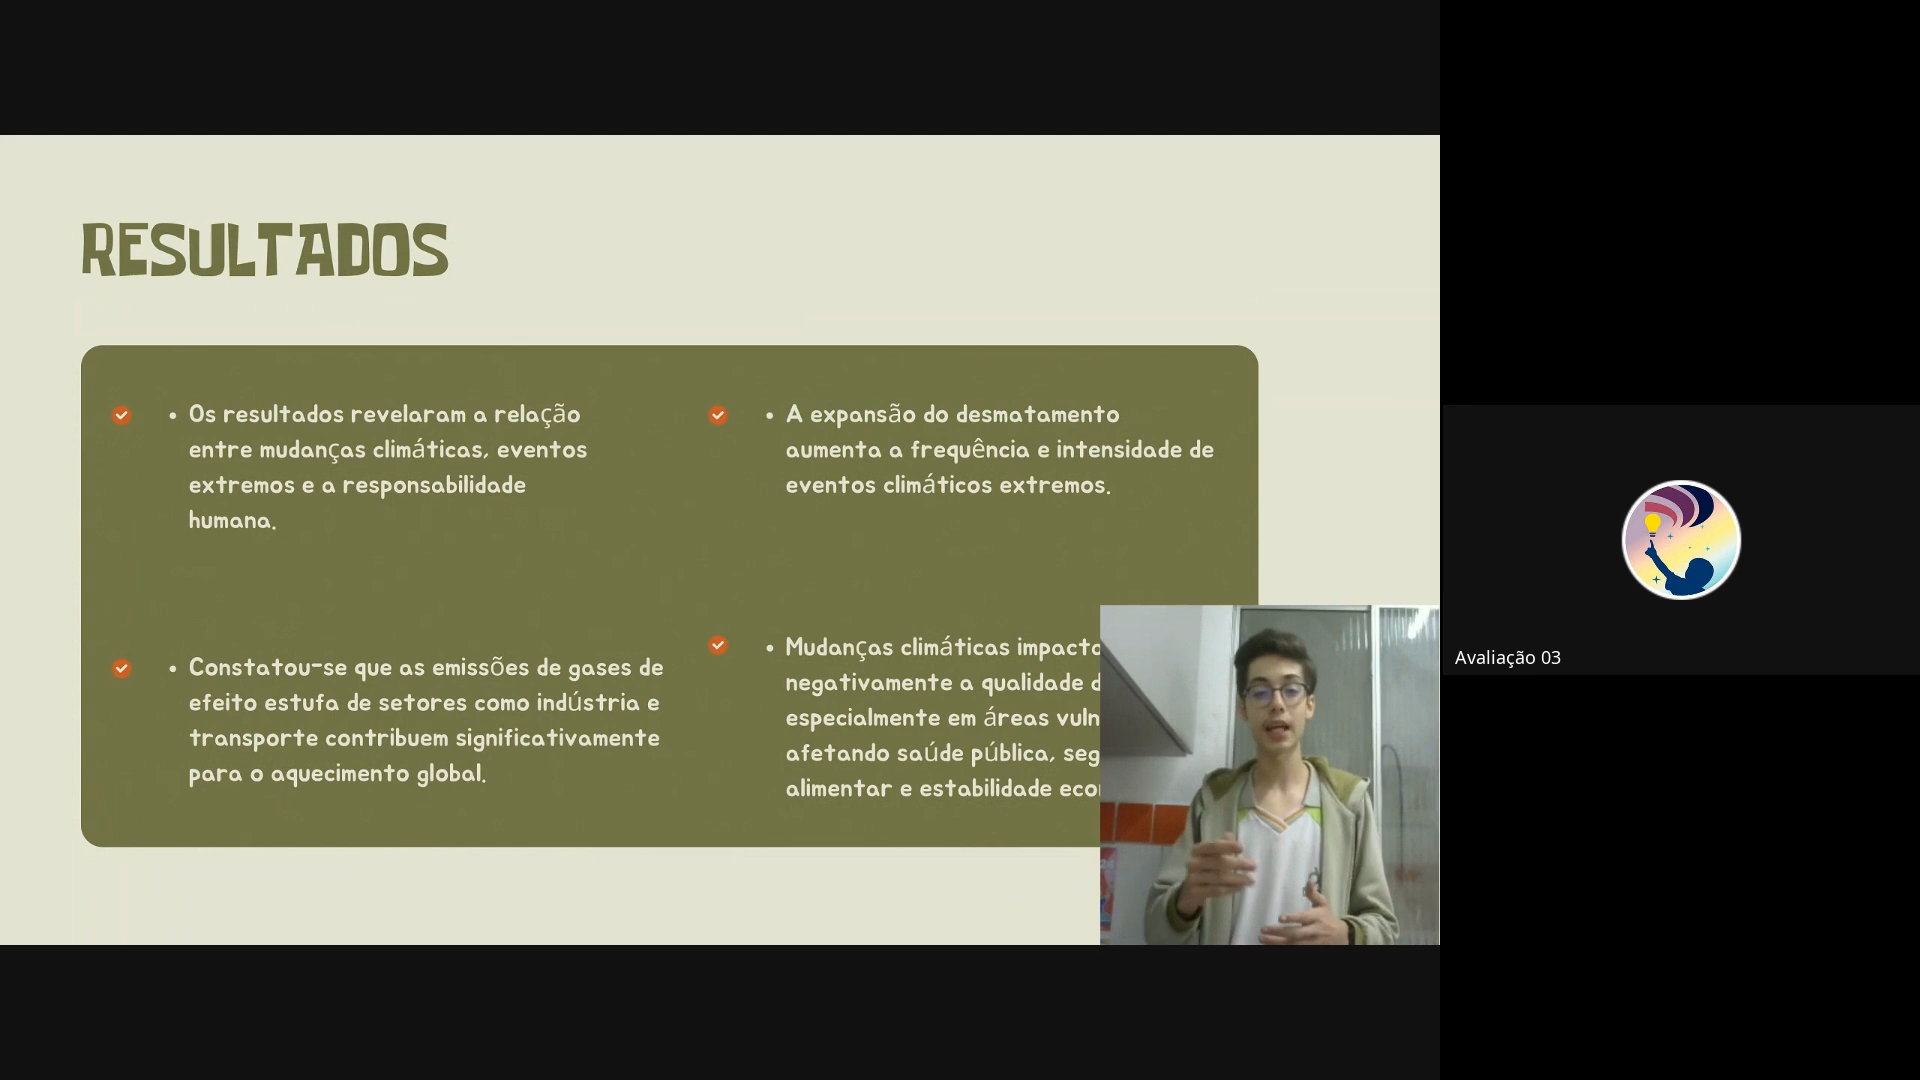 RESULTADOS
• Os resultados revelaram a relação
entre mudanças climáticas, eventos
extremos e a responsabilidade
humana.
• A expansão do desmatamento
aumenta a frequência e intensidade de
eventos climáticos extremos.
• Constatou-se que as emissões de gases de
efeito estufa de setores como indústria e
transporte contribuem significativamente
para o aquecimento global.
• Mudanças climáticas
negativamente a qualidade
especialmente em áreas
afetando saúde pública,
alimentar e estabilidade
Avaliação 03